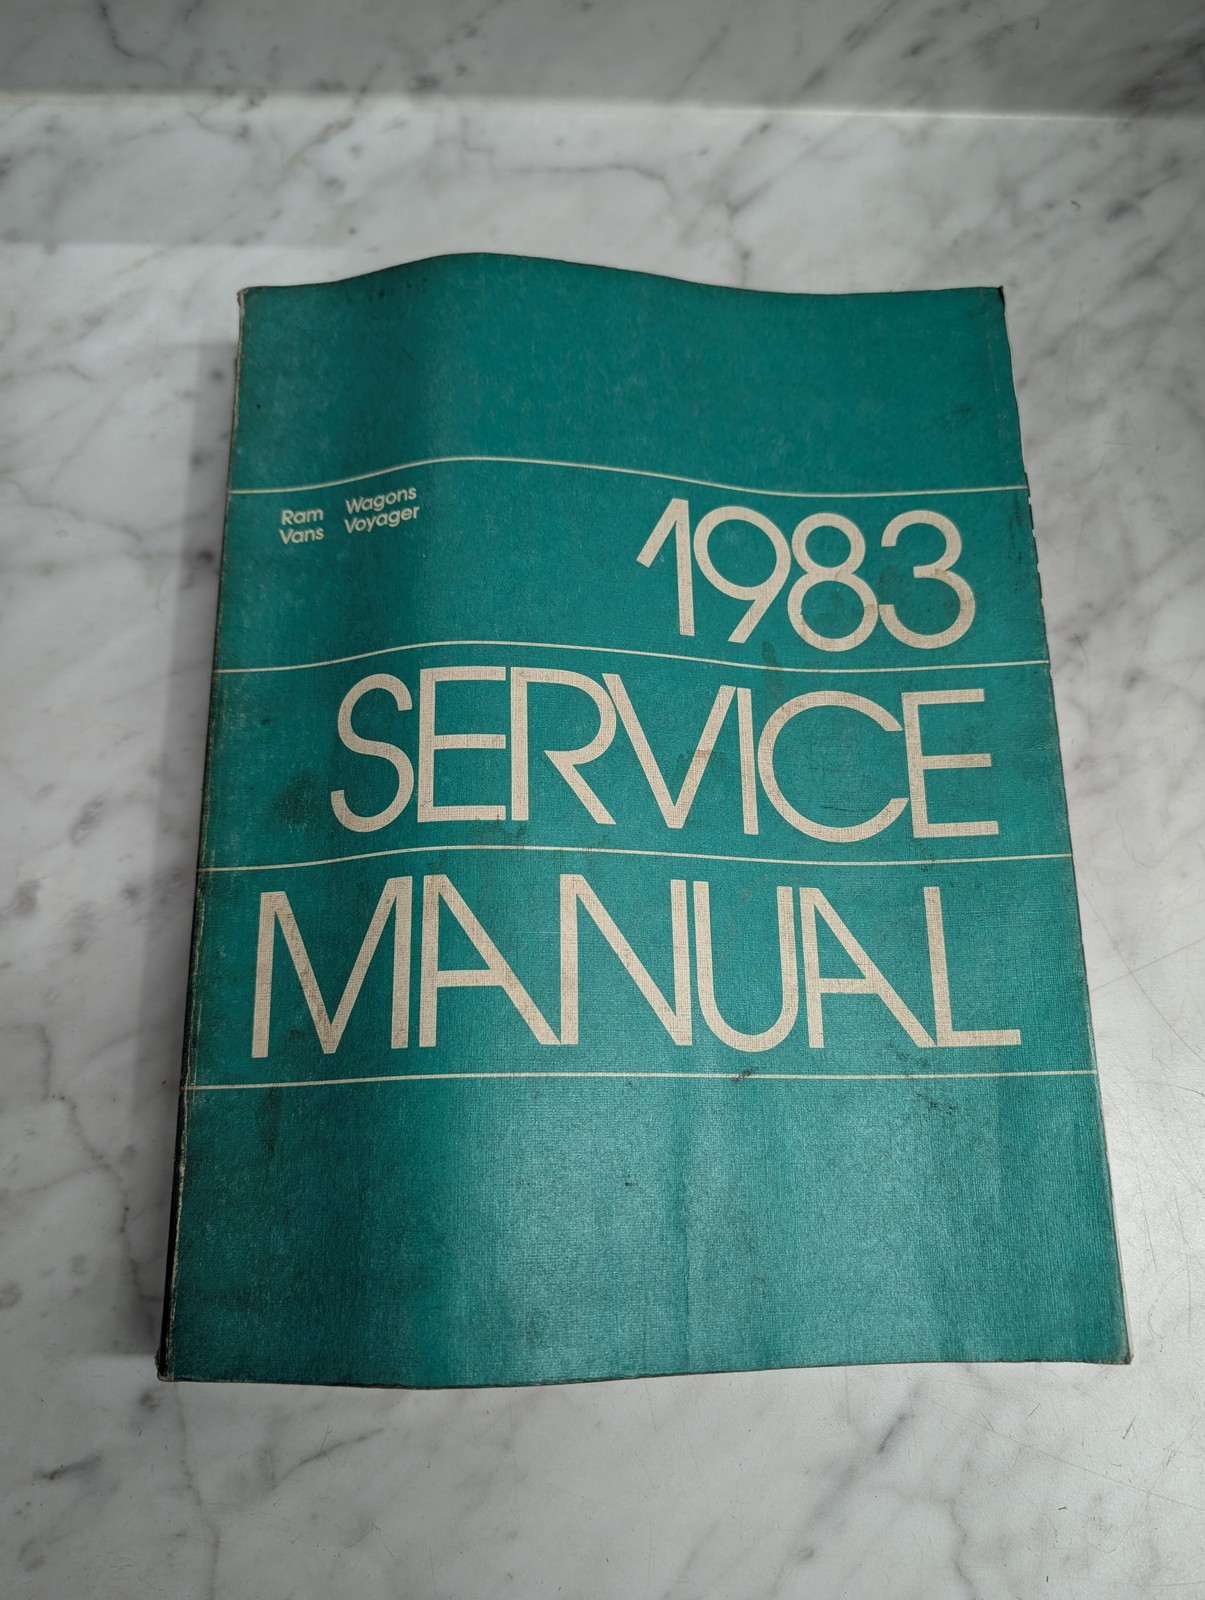 Ram Wagons
Vans Voyager
1983
SERVICE
MANUAL